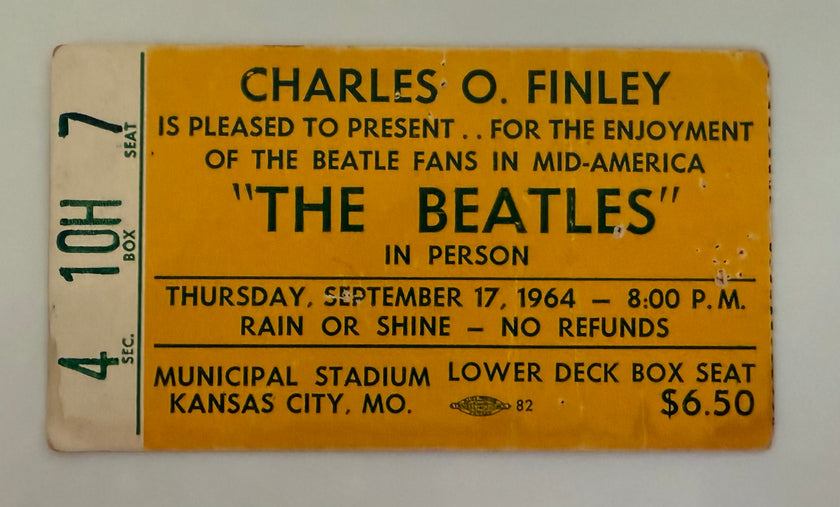 CHARLES O. FINLEY
IS PLEASED TO PRESENT . . FOR THE ENJOYMENT
OF THE BEATLE FANS IN MID-AMERICA
"THE BEATLES"
IN PERSON
THURSDAY, SEPTEMBER 17, 1964 — 8:00 P.M.
RAIN OR SHINE — NO REFUNDS
MUNICIPAL STADIUM
KANSAS CITY, MO.
LOWER DECK BOX SEAT
82 $6.50
4 SEC. 10H BOX 7 SEAT